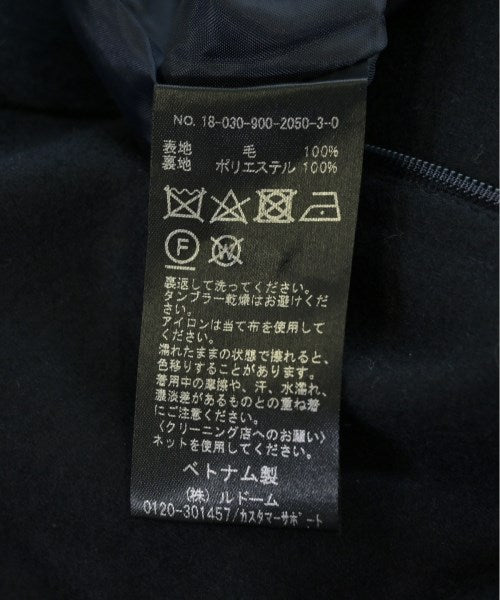 NO. 18-030-900-2050-3-0
表地 毛 100%
裏地 ポリエステル 100%
F W
裏返して洗ってください。
タンブラー乾燥はお避けくださ
い。
アイロンは当て布を使用して
ください。
濡れたままの状態で擦れると、
色移りすることがあります。
着用中の摩擦や、汗、水濡れ、
濃淡差があるものとの重ね着
にご注意ください。
〈クリーニング店へのお願い〉
ネットを使用してください。
ベトナム製
(株) ルドーム
0120-301457/カスタマーサポート